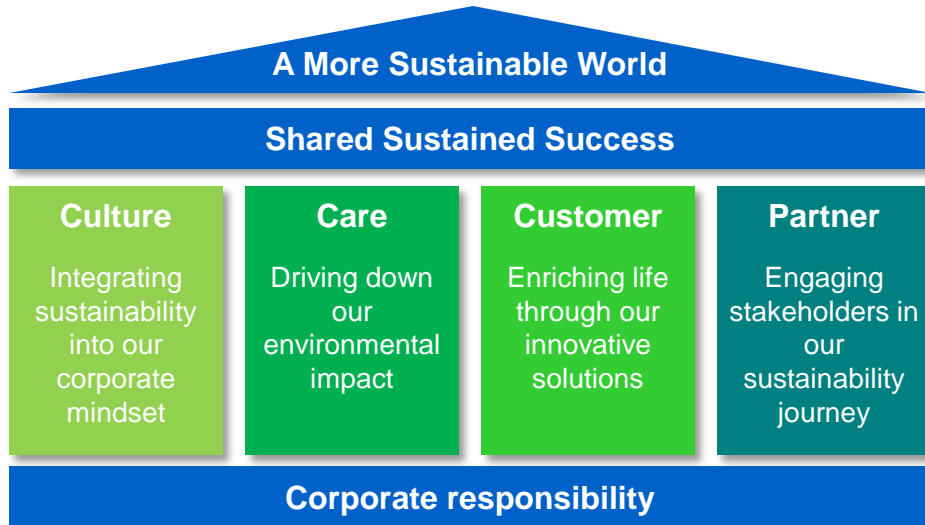 A More Sustainable World
Shared Sustained Success
Culture
Integrating
sustainability
into our
corporate
mindset
Care
Driving down
our
environmental
impact
Customer
Enriching life
through our
innovative
solutions
Partner
Engaging
stakeholders in
our
sustainability
journey
Corporate responsibility